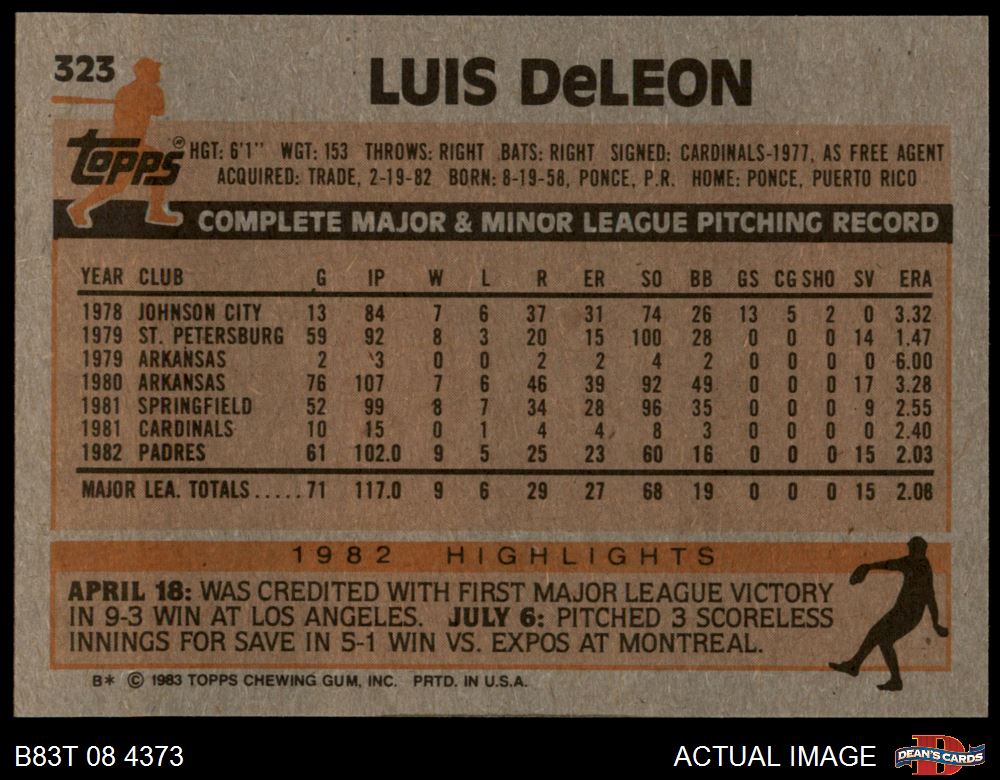 323
LUIS DeLEON
Topps®
HGT: 6'1" WGT: 153 THROWS: RIGHT BATS: RIGHT SIGNED: CARDINALS-1977, AS FREE AGENT
ACQUIRED: TRADE, 2-19-82 BORN: 8-19-58, PONCE, P.R. HOME: PONCE, PUERTO RICO
COMPLETE MAJOR & MINOR LEAGUE PITCHING RECORD
YEAR CLUB G IP W L R ER SO BB GS CG SHO SV ERA
1978 JOHNSON CITY 13 84 7 6 37 31 74 26 13 5 2 0 3.32
1979 ST. PETERSBURG 59 92 8 3 20 15 100 28 0 0 0 14 1.47
1979 ARKANSAS 2 3 0 0 2 2 4 2 0 0 0 0 6.00
1980 ARKANSAS 76 107 7 6 46 39 92 49 0 0 0 17 3.28
1981 SPRINGFIELD 52 99 8 7 34 28 96 35 0 0 0 9 2.55
1981 CARDINALS 10 15 0 1 4 4 8 3 0 0 0 0 2.40
1982 PADRES 61 102.0 9 5 25 23 60 16 0 0 0 15 2.03
MAJOR LEA. TOTALS.....71 117.0 9 6 29 27 68 19 0 0 0 15 2.08
1982 HIGHLIGHTS
APRIL 18: WAS CREDITED WITH FIRST MAJOR LEAGUE VICTORY
IN 9-3 WIN AT LOS ANGELES. JULY 6: PITCHED 3 SCORELESS
INNINGS FOR SAVE IN 5-1 WIN VS. EXPOS AT MONTREAL.
B* © 1983 TOPPS CHEWING GUM, INC. PRTD. IN U.S.A.
B83T 08 4373
ACTUAL IMAGE
DEAN'S CARDS